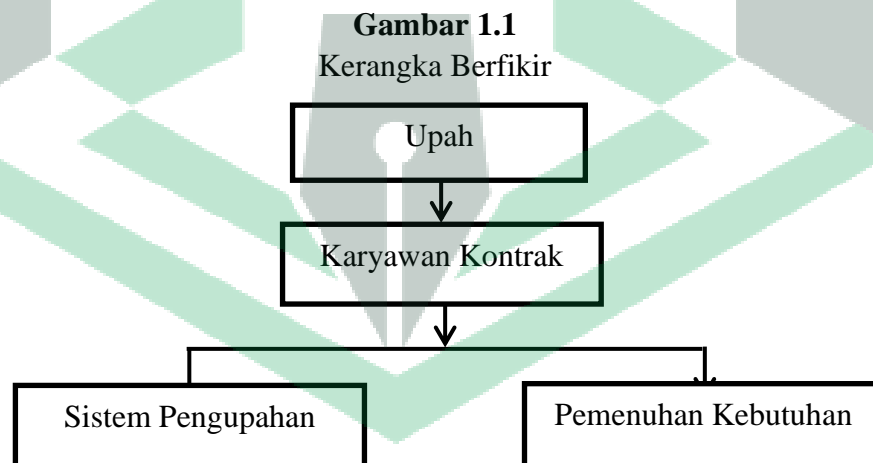 Gambar 1.1
Kerangka Berfikir
Upah
Karyawan Kontrak
Sistem Pengupahan
Pemenuhan Kebutuhan